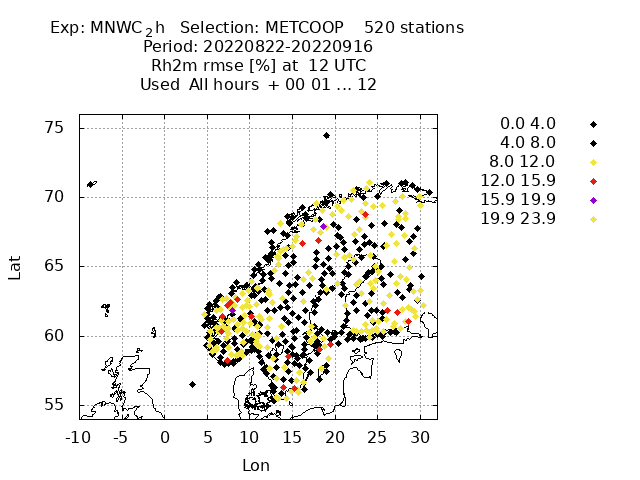 Exp: MNWC_2h Selection: METCOOP 520 stations
Period: 20220822-20220916
Rh2m rmse [%] at 12 UTC
Used All hours + 00 01 ... 12
0.0 4.0
4.0 8.0
8.0 12.0
12.0 15.9
15.9 19.9
19.9 23.9
75
70
65
60
55
Lat
-10 -5 0 5 10 15 20 25 30
Lon